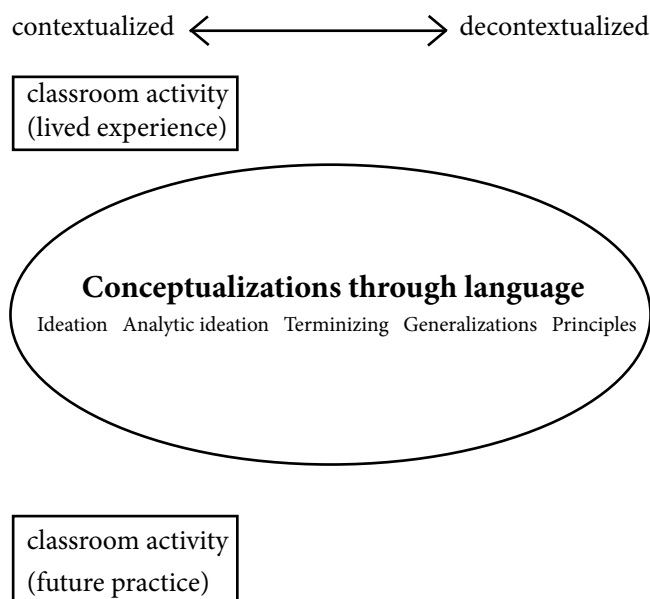 contextualized decontextualized
classroom activity
(lived experience)
Conceptualizations through language
Ideation Analytic ideation Terminizing Generalizations Principles
classroom activity
(future practice)